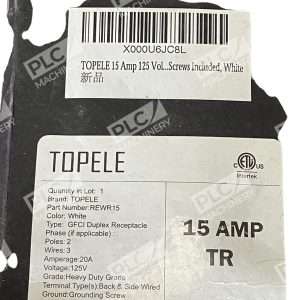 X000U6JC8L
TOPELE 15 Amp 125 Vol...Screws Included, White
新品
TOPELE
Intertek
Quantity in Lot: 1
Brand: TOPELE
Part Number: REWR15
Color: White
Type: GFCI Duplex Receptacle
Phase (if applicable):
Poles: 2
Wires: 3
Amperage:20A
Voltage:125V
Grade:Heavy Duty Grade
Terminal Type(s):Back & Side Wired
Ground:Grounding Screw
15 AMP
TR
PLC
MACHINERY